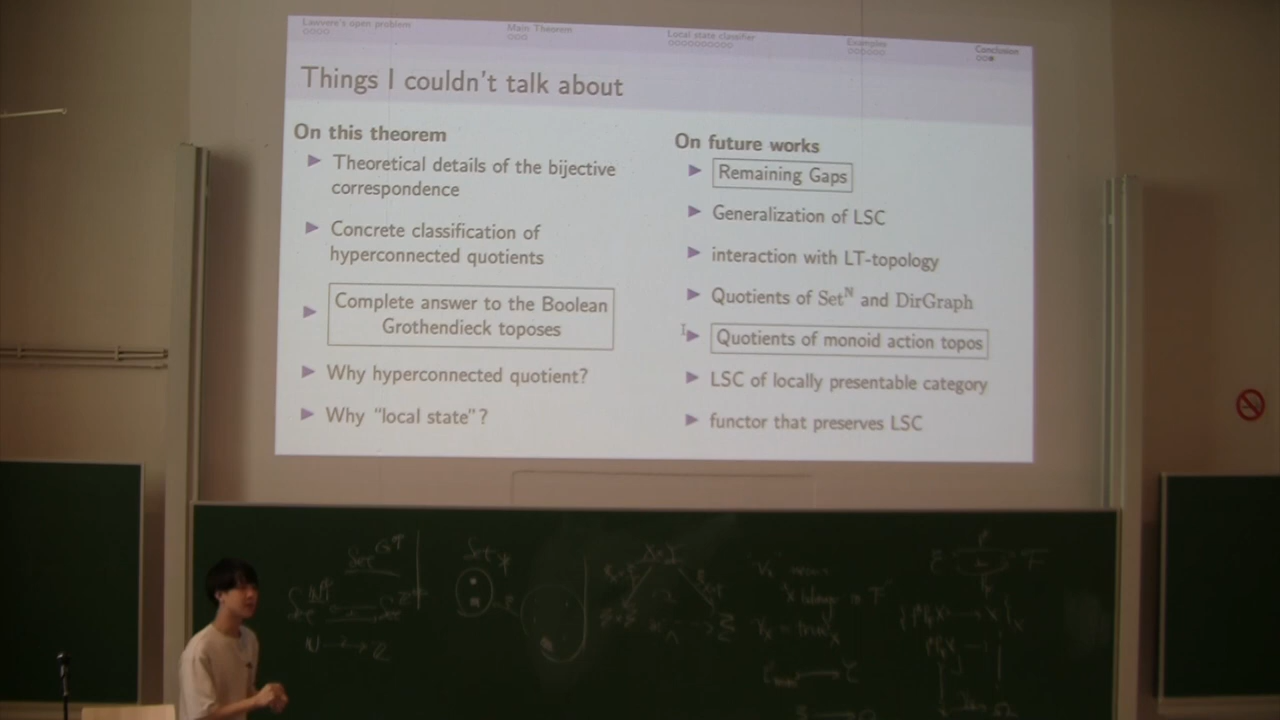 Lawvere's open problem
Main Theorem
Local state classifier
Examples
Conclusion
Things I couldn't talk about
On this theorem
Theoretical details of the bijective
correspondence
Concrete classification of
hyperconnected quotients
Complete answer to the Boolean
Grothendieck toposes
Why hyperconnected quotient?
Why "local state"?
On future works
Remaining Gaps
Generalization of LSC
interaction with LT-topology
Quotients of Set^N and DirGraph
Quotients of monoid action topos
LSC of locally presentable category
functor that preserves LSC